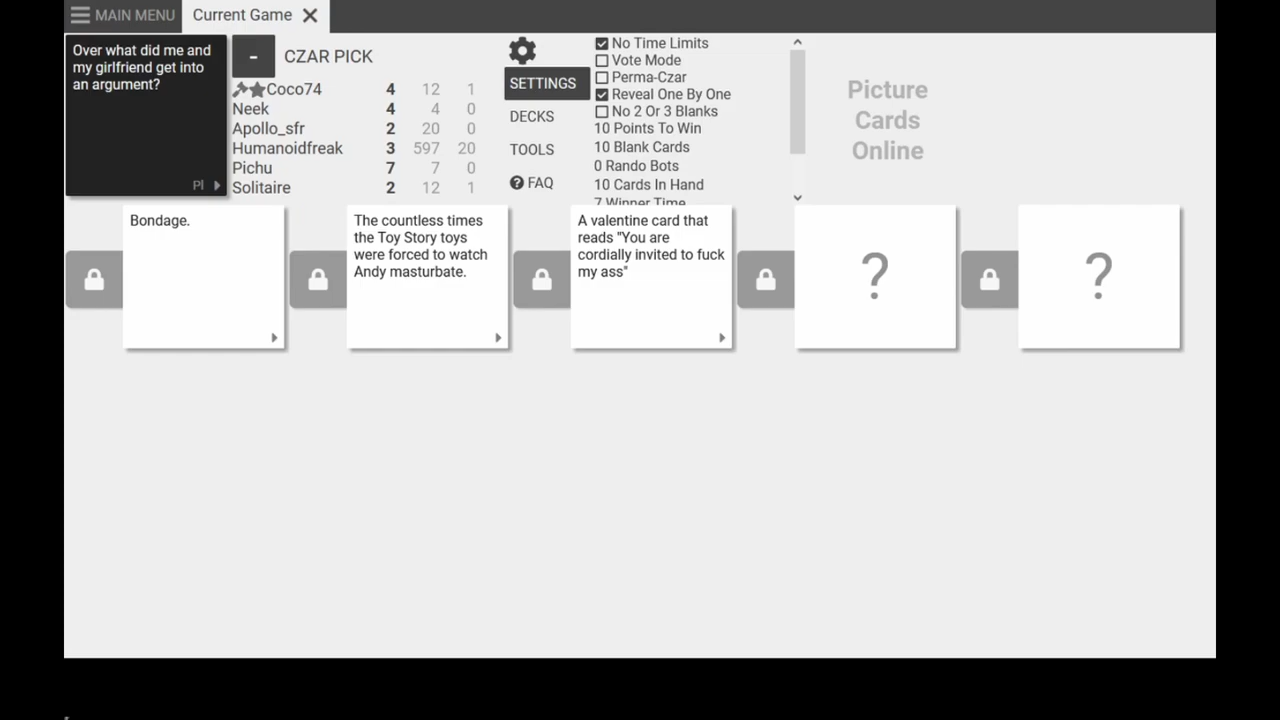 MAIN MENU
Current Game
Over what did me and
my girlfriend get into
an argument?
PI
-
CZAR PICK
Coco74 4 12 1
Neek 4 4 0
Apollo_sfr 2 20 0
Humanoidfreak 3 597 20
Pichu 7 7 0
Solitaire 2 12 1
SETTINGS
DECKS
TOOLS
? FAQ
No Time Limits
Vote Mode
Perma-Czar
Reveal One By One
No 2 Or 3 Blanks
10 Points To Win
10 Blank Cards
0 Rando Bots
10 Cards In Hand
7 Winner Time
Picture
Cards
Online
Bondage.
The countless times
the Toy Story toys
were forced to watch
Andy masturbate.
A valentine card that
reads "You are
cordially invited to fuck
my ass"
?
?